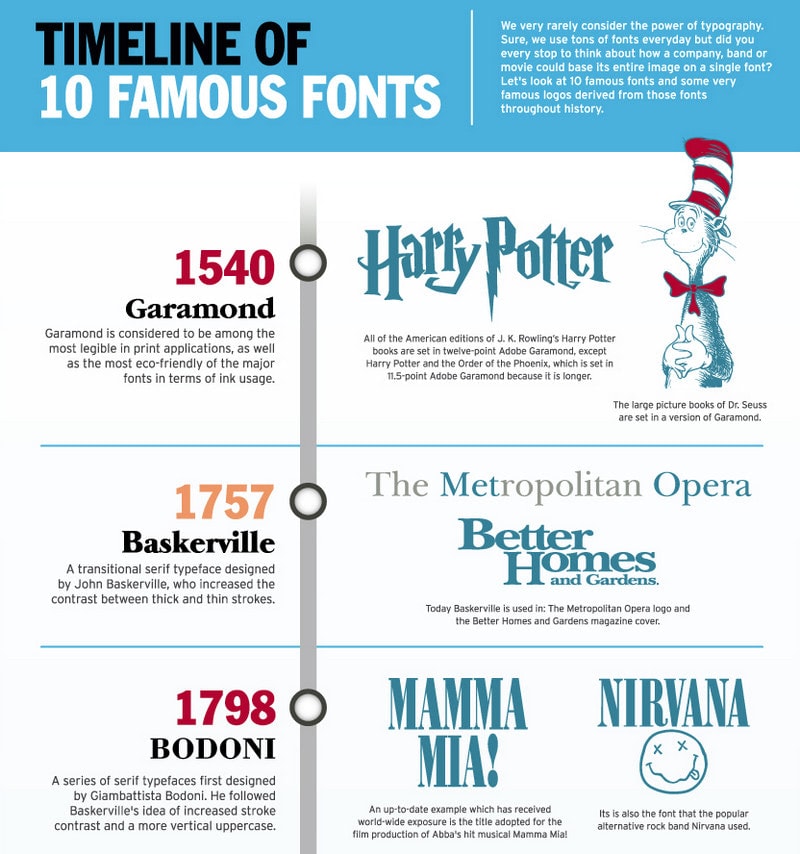 TIMELINE OF
10 FAMOUS FONTS
We very rarely consider the power of typography.
Sure, we use tons of fonts everyday but did you
every stop to think about how a company, band or
movie could base its entire image on a single font?
Let's look at 10 famous fonts and some very
famous logos derived from those fonts
throughout history.
1540
Garamond
Garamond is considered to be among the
most legible in print applications, as well
as the most eco-friendly of the major
fonts in terms of ink usage.
Harry Potter
All of the American editions of J. K. Rowling's Harry Potter
books are set in twelve-point Adobe Garamond, except
Harry Potter and the Order of the Phoenix, which is set in
11.5-point Adobe Garamond because it is longer.
The large picture books of Dr. Seuss
are set in a version of Garamond.
1757
Baskerville
A transitional serif typeface designed
by John Baskerville, who increased the
contrast between thick and thin strokes.
The Metropolitan Opera
Better
Homes
and Gardens.
Today Baskerville is used in: The Metropolitan Opera logo and
the Better Homes and Gardens magazine cover.
1798
BODONI
A series of serif typefaces first designed
by Giambattista Bodoni. He followed
Baskerville's idea of increased stroke
contrast and a more vertical uppercase.
MAMMA
MIA!
An up-to-date example which has received
world-wide exposure is the title adopted for the
film production of Abba's hit musical Mamma Mia!
NIRVANA
Its is also the font that the popular
alternative rock band Nirvana used.